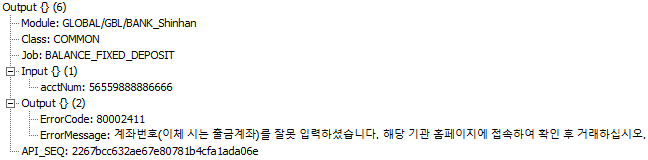 Output {} (6)
Module: GLOBAL/GBL/BANK_Shinhan
Class: COMMON
Job: BALANCE_FIXED_DEPOSIT
Input {} (1)
acctNum: 56559888886666
Output {} (2)
ErrorCode: 80002411
ErrorMessage: 계좌번호(이체 시는 출금계좌)를 잘못 입력하셨습니다. 해당 기관 홈페이지에 접속하여 확인 후 거래하십시오.
API_SEQ: 2267bcc632ae67e80781b4cfa1ada06e